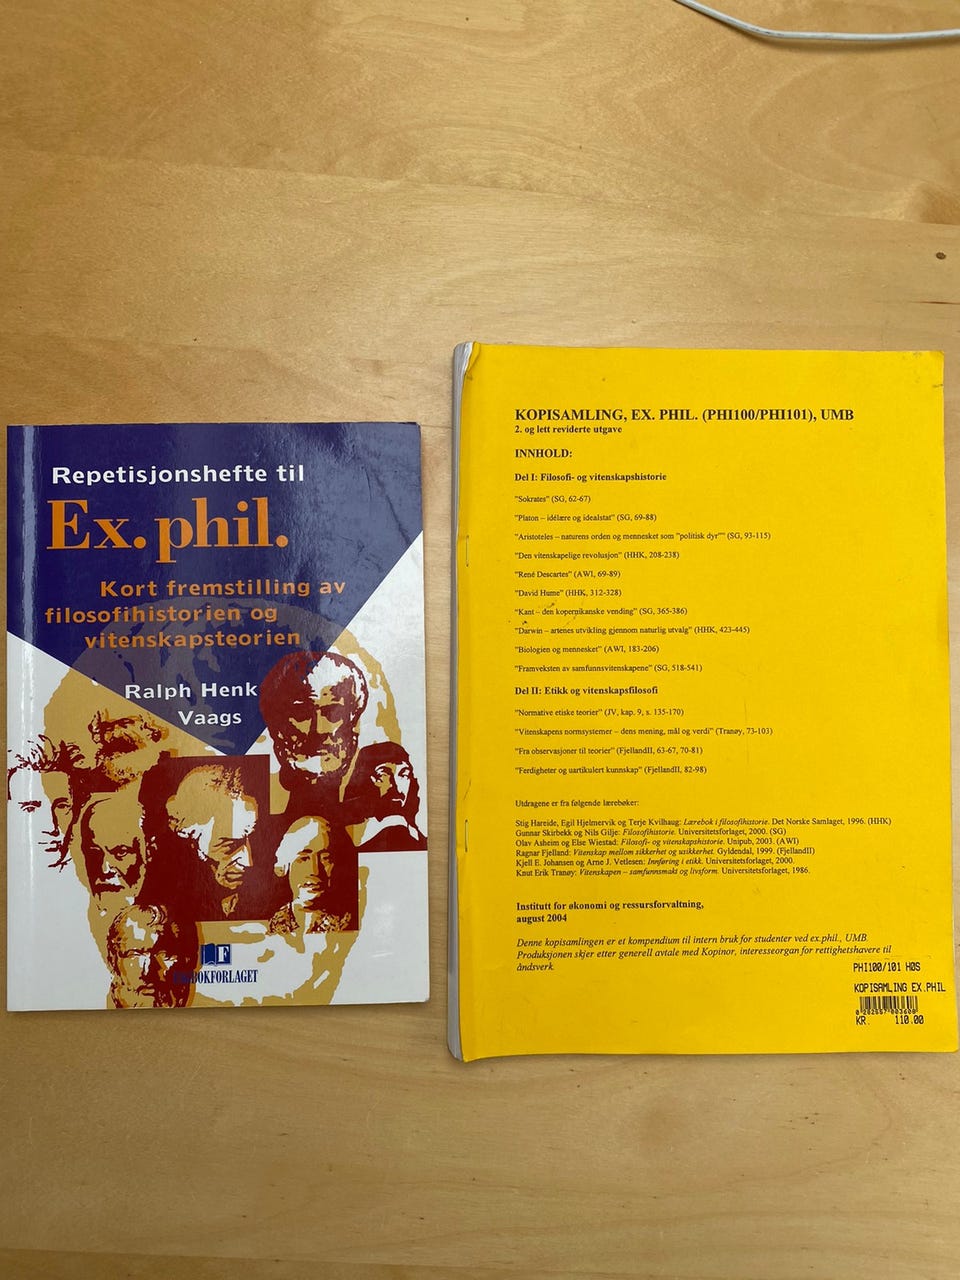 Repetisjonshefte til
Ex. phil.
Kort fremstilling av
filosofihistorien og
vitenskapsteorien
Ralph Henk
Vaags
F
BOKFORLAGET
KOPISAMLING, EX. PHIL. (PHI100/PHI101), UMB
2. og lett reviderte utgave
INNHOLD:
Del I: Filosofi- og vitenskapshistorie
"Sokrates" (SG, 62-67)
"Platon – idélære og idealstat" (SG, 69-88)
"Aristoteles – naturens orden og mennesket som "politisk dyr"" (SG, 93-115)
"Den vitenskapelige revolusjon" (HHK, 208-238)
"René Descartes" (AWI, 69-89)
"David Hume" (HHK, 312-328)
"Kant – den kopernikanske vending" (SG, 365-386)
"Darwin – artenes utvikling gjennom naturlig utvalg" (HHK, 423-445)
"Biologien og mennesket" (AWI, 183-206)
"Framveksten av samfunnsvitenskapene" (SG, 518-541)
Del II: Etikk og vitenskapsfilosofi
"Normative etiske teorier" (JV, kap. 9, s. 135-170)
"Vitenskapens normsystemer – dens mening, mål og verdi" (Tranøy, 73-103)
"Fra observasjoner til teorier" (FjellandII, 63-67, 70-81)
"Ferdigheter og uartikulert kunnskap" (FjellandII, 82-98)
Utdragene er fra følgende lærebøker:
Stig Hareide, Egil Hjelmervik og Terje Kvilhaug: Lærebok i filosofihistorie. Det Norske Samlaget, 1996. (HHK)
Gunnar Skirbekk og Nils Gilje: Filosofihistorie. Universitetsforlaget, 2000. (SG)
Olav Asheim og Else Wiestad: Filosofi- og vitenskapshistorie. Unipub, 2003. (AWI)
Ragnar Fjelland: Vitenskap mellom sikkerhet og usikkerhet. Gyldendal, 1999. (FjellandII)
Kjell E. Johansen og Arne J. Vetlesen: Innføring i etikk. Universitetsforlaget, 2000.
Knut Erik Tranøy: Vitenskapen – samfunnsmakt og livsform. Universitetsforlaget, 1986.
Institutt for økonomi og ressursforvaltning,
august 2004
Denne kopisamlingen er et kompendium til intern bruk for studenter ved ex.phil., UMB.
Produksjonen skjer etter generell avtale med Kopinor, interesseorgan for rettighetshavere til
åndsverk.
PHI100/101 HØS
KOPISAMLING EX.PHIL
KR. 110.00